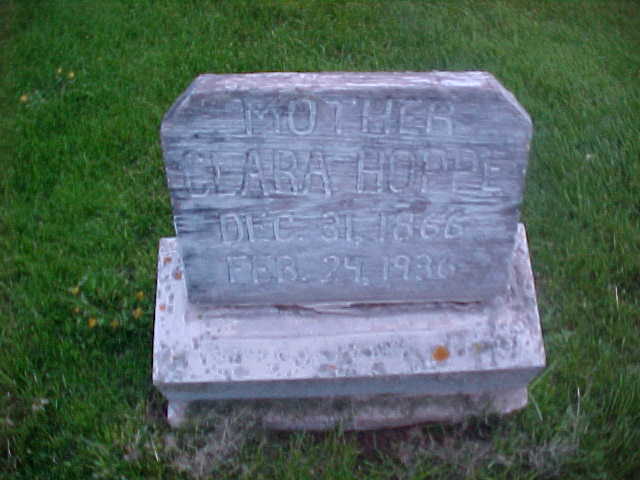 MOTHER
CLARA HOPPE
DEC. 31, 1866
FEB. 24, 1936